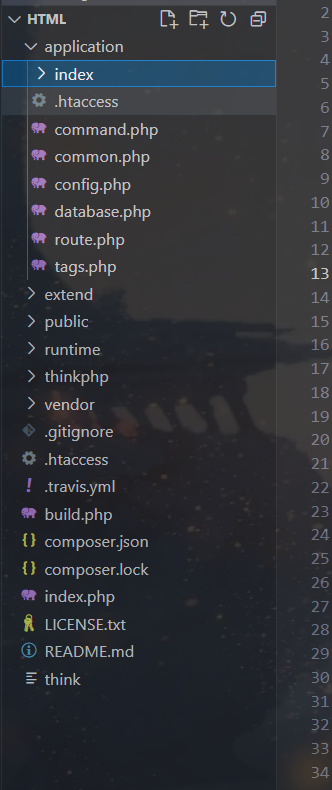 HTML
application
index
.htaccess
command.php
common.php
config.php
database.php
route.php
tags.php
extend
public
runtime
thinkphp
vendor
.gitignore
.htaccess
.travis.yml
build.php
composer.json
composer.lock
index.php
LICENSE.txt
README.md
think
2
3
4
5
6
7
8
9
10
11
12
13
14
15
16
17
18
19
20
21
22
23
24
25
26
27
28
29
30
31
32
33
34